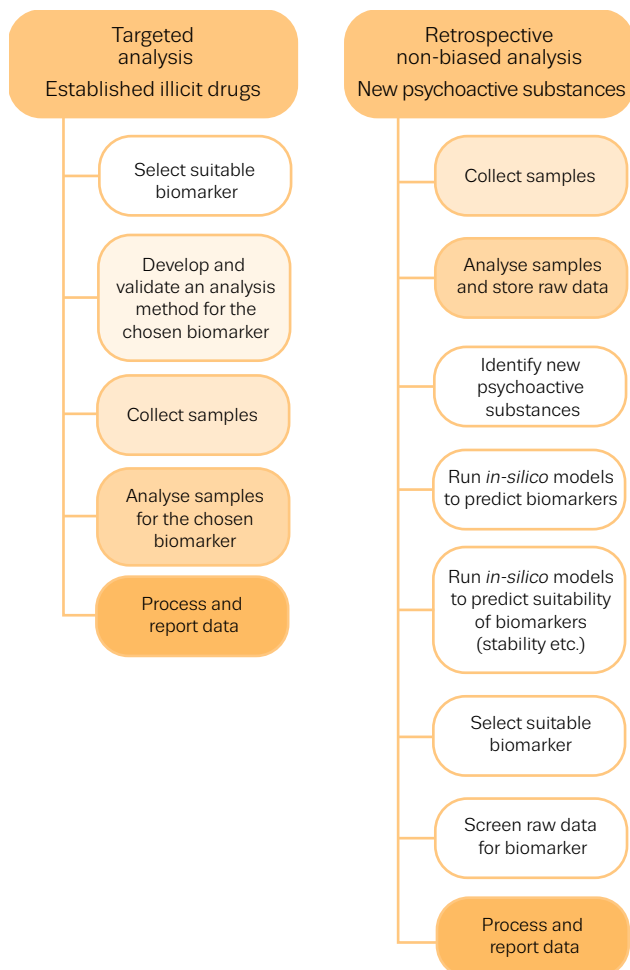 Targeted
analysis
Established illicit drugs
Select suitable
biomarker
Develop and
validate an analysis
method for the
chosen biomarker
Collect samples
Analyse samples
for the chosen
biomarker
Process and
report data
Retrospective
non-biased analysis
New psychoactive substances
Collect samples
Analyse samples
and store raw data
Identify new
psychoactive
substances
Run in-silico models
to predict biomarkers
Run in-silico models
to predict suitability
of biomarkers
(stability etc.)
Select suitable
biomarker
Screen raw data
for biomarker
Process and
report data